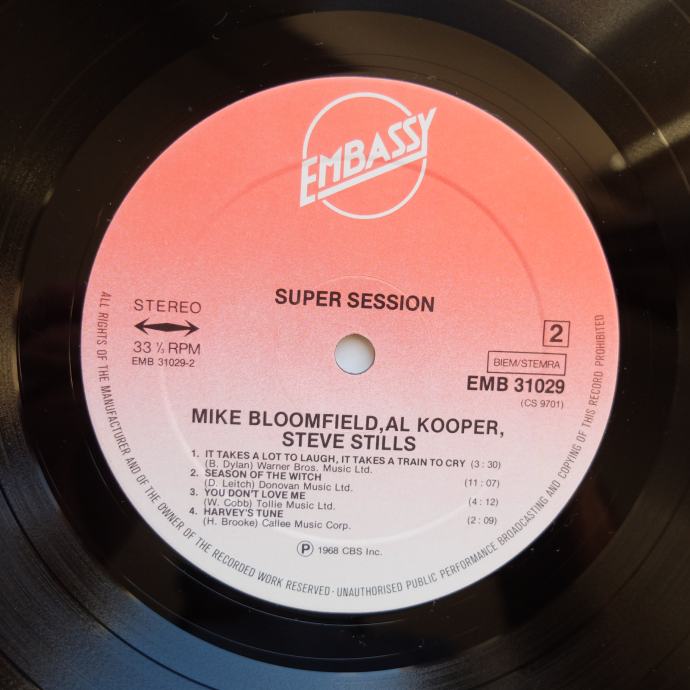 EMBASSY
SUPER SESSION
STEREO
33 ⅓ RPM
EMB 31029-2
2
BIEM/STEMRA
EMB 31029
(CS 9701)
MIKE BLOOMFIELD,AL KOOPER,
STEVE STILLS
1. IT TAKES A LOT TO LAUGH, IT TAKES A TRAIN TO CRY (3 : 30)
(B. Dylan) Warner Bros. Music Ltd.
2. SEASON OF THE WITCH (11 : 07)
(D. Leitch) Donovan Music Ltd.
3. YOU DON'T LOVE ME (4 : 12)
(W. Cobb) Tollie Music Ltd.
4. HARVEY'S TUNE (2 : 09)
(H. Brooke) Callee Music Corp.
Ⓟ 1968 CBS Inc.
ALL RIGHTS OF THE MANUFACTURER AND OF THE OWNER OF THE RECORDED WORK RESERVED · UNAUTHORISED PUBLIC PERFORMANCE BROADCASTING AND COPYING OF THIS RECORD PROHIBITED